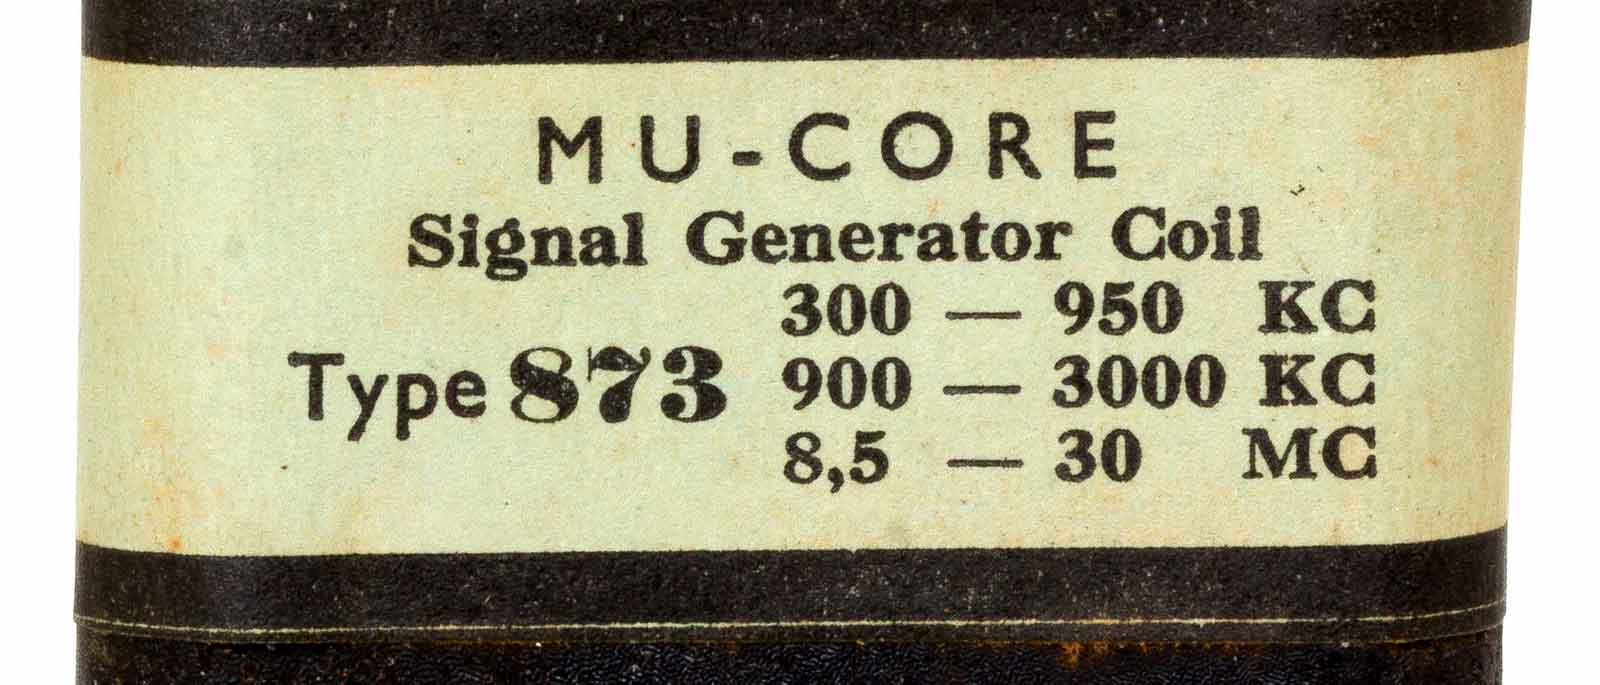 MU-CORE
Signal Generator Coil
300 — 950 KC
Type 873 900 — 3000 KC
8,5 — 30 MC